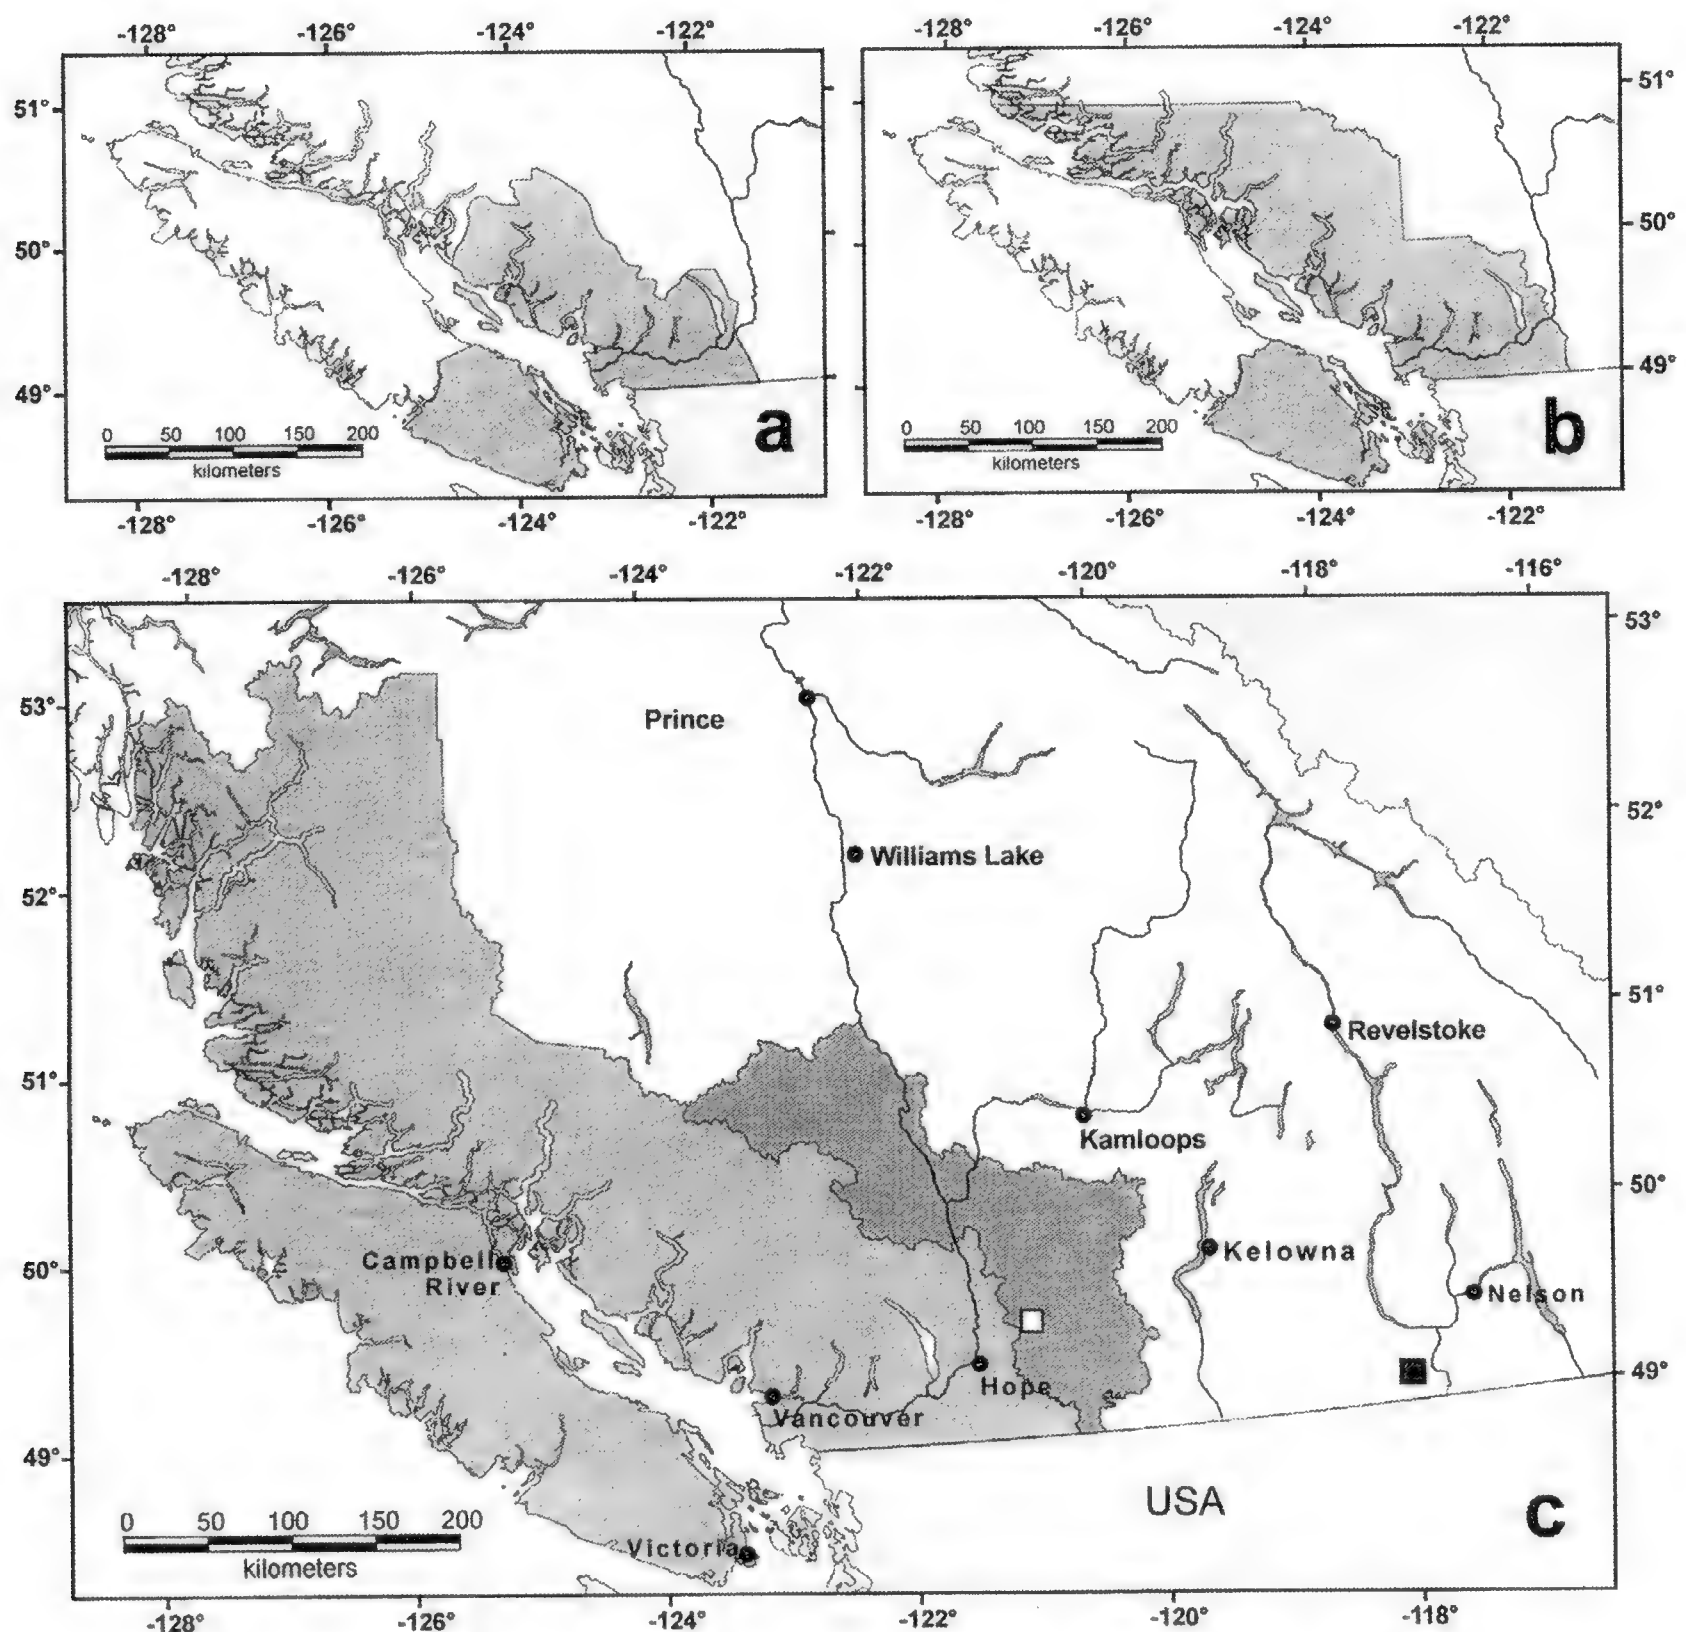 -128° -126° -124° -122°
-128° -126° -124° -122°
51° 51°
50° 50°
49° 49°
a
b
0 50 100 150 200
kilometers
0 50 100 150 200
kilometers
-128° -126° -124° -122°
-128° -126° -124° -122°
-128° -126° -124° -122° -120° -118° -116°
53°
53°
Prince
52°
Williams Lake
52°
51°
Revelstoke
51°
Kamloops
50°
Campbell
River
50°
Kelowna
Nelson
49°
Hope
Vancouver
49°
USA
c
0 50 100 150 200
kilometers
Victoria
-128° -126° -124° -122° -120° -118°